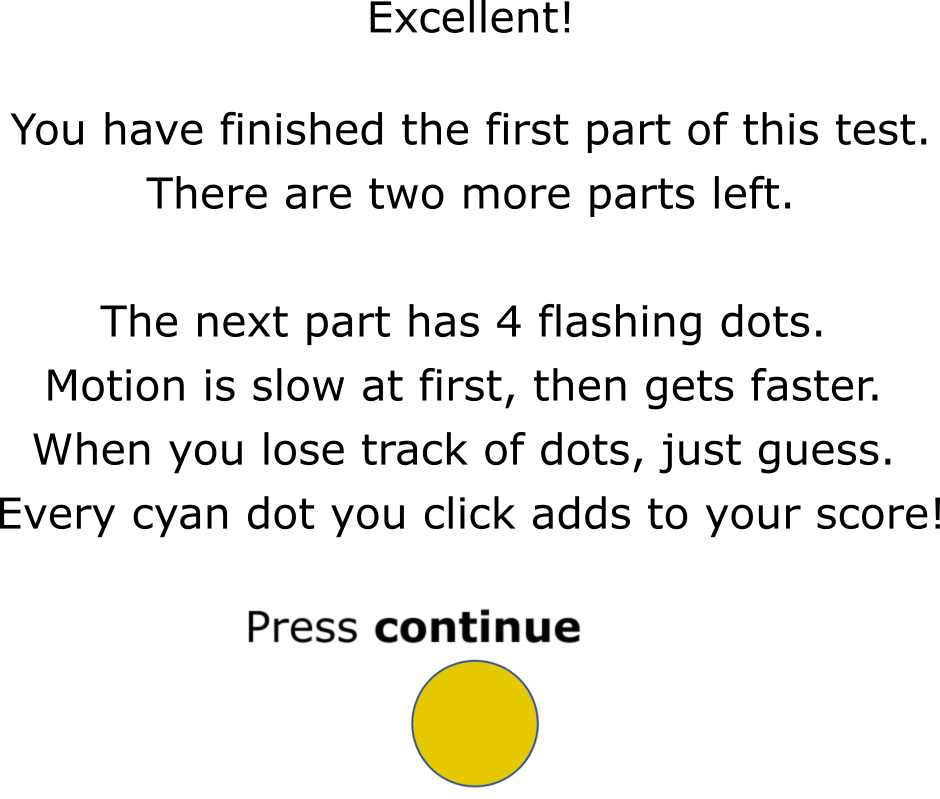 Excellent!
You have finished the first part of this test.
There are two more parts left.
The next part has 4 flashing dots.
Motion is slow at first, then gets faster.
When you lose track of dots, just guess.
Every cyan dot you click adds to your score!
Press continue